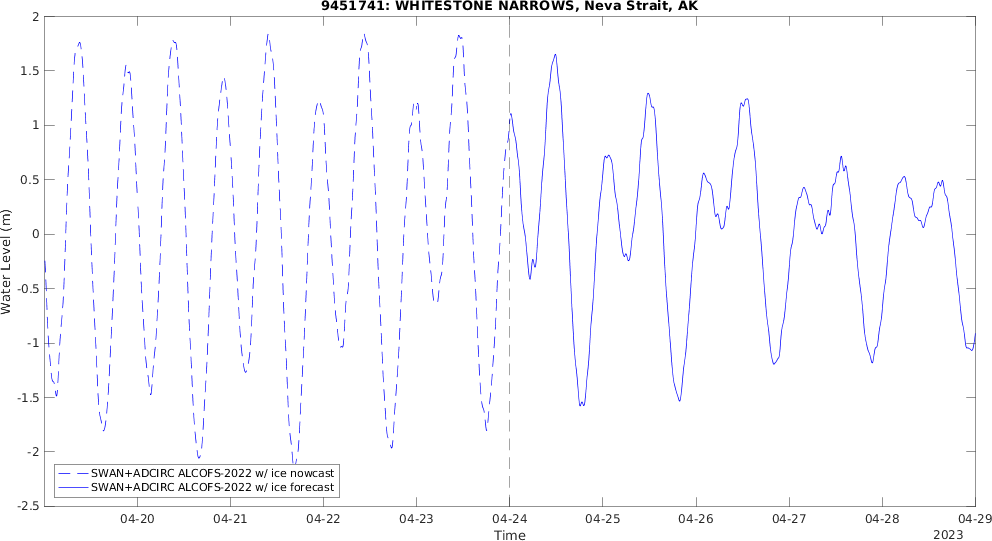 9451741: WHITESTONE NARROWS, Neva Strait, AK
2
1.5
1
0.5
0
-0.5
-1
-1.5
-2
-2.5
Water Level (m)
SWAN+ADCIRC ALCOFS-2022 w/ ice nowcast
SWAN+ADCIRC ALCOFS-2022 w/ ice forecast
04-20 04-21 04-22 04-23 04-24 04-25 04-26 04-27 04-28 04-29
Time
2023